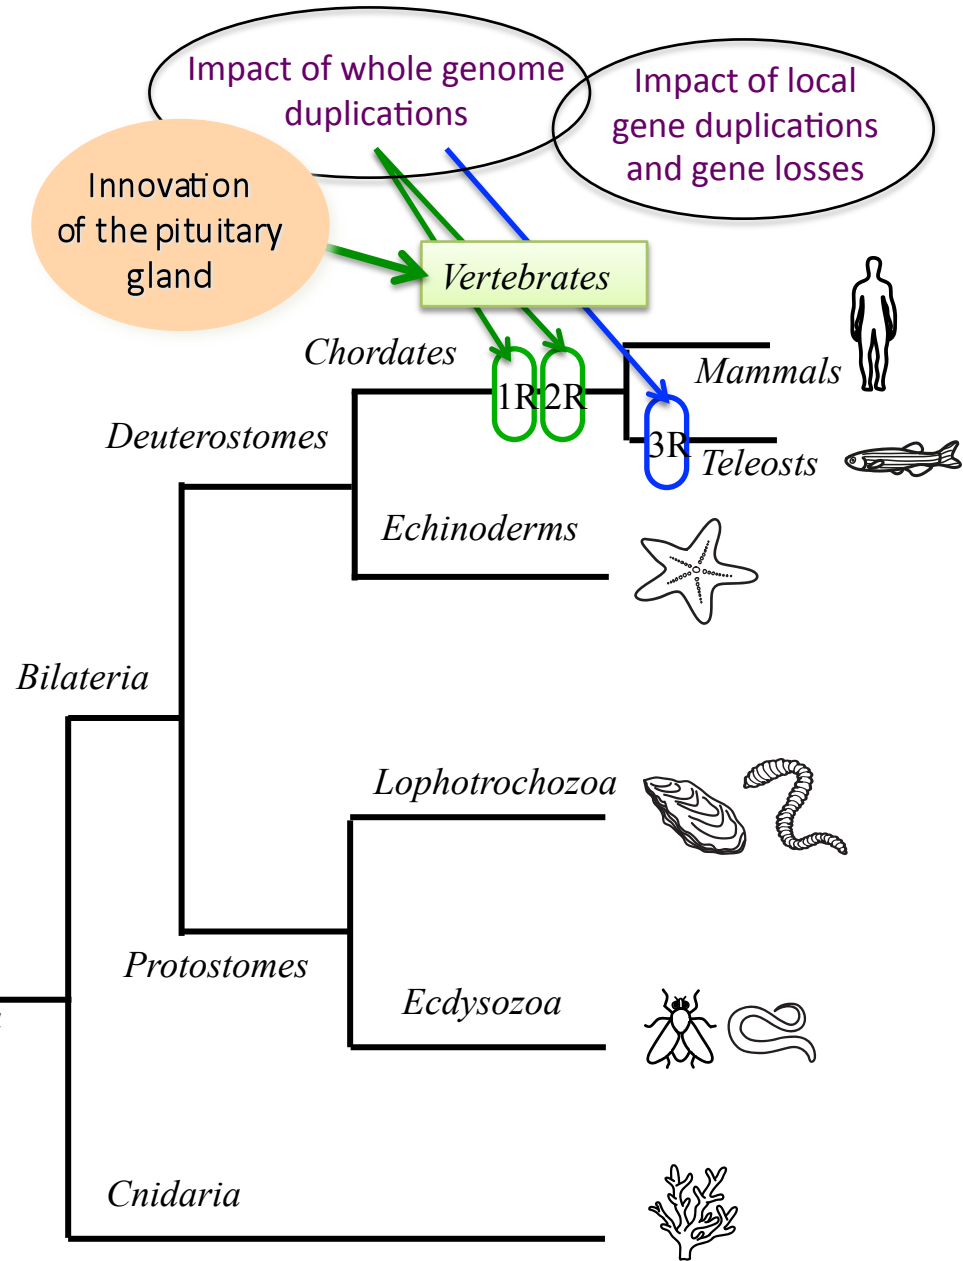 Impact of whole genome
duplications
Impact of local
gene duplications
and gene losses
Innovation
of the pituitary
gland
Vertebrates
Chordates
1R
2R
Mammals
Deuterostomes
3R
Teleosts
Echinoderms
Bilateria
Lophotrochozoa
Protostomes
Ecdysozoa
Cnidaria